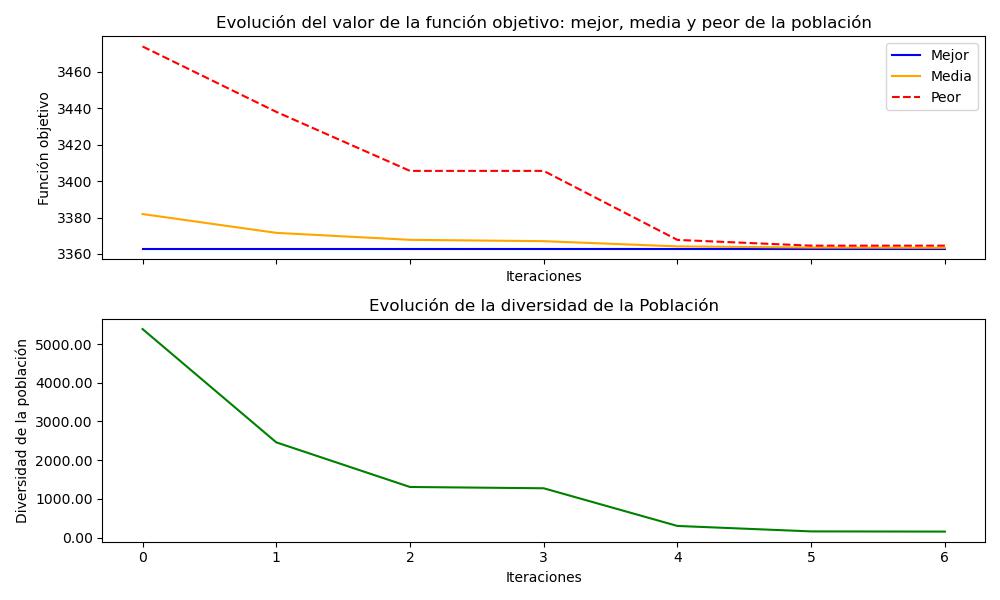 Evolución del valor de la función objetivo: mejor, media y peor de la población
Función objetivo
3460
3440
3420
3400
3380
3360
Mejor
Media
Peor
Iteraciones
Evolución de la diversidad de la Población
Diversidad de la población
5000.00
4000.00
3000.00
2000.00
1000.00
0.00
0 1 2 3 4 5 6
Iteraciones